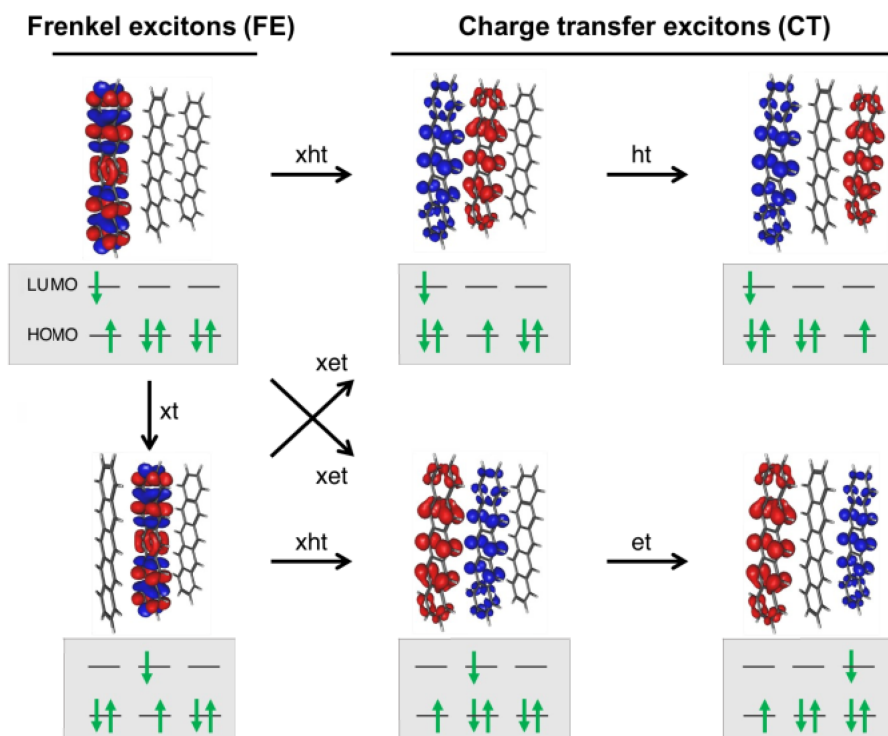 Frenkel excitons (FE)
Charge transfer excitons (CT)
xht
ht
LUMO
HOMO
xt
xet
xet
xht
et